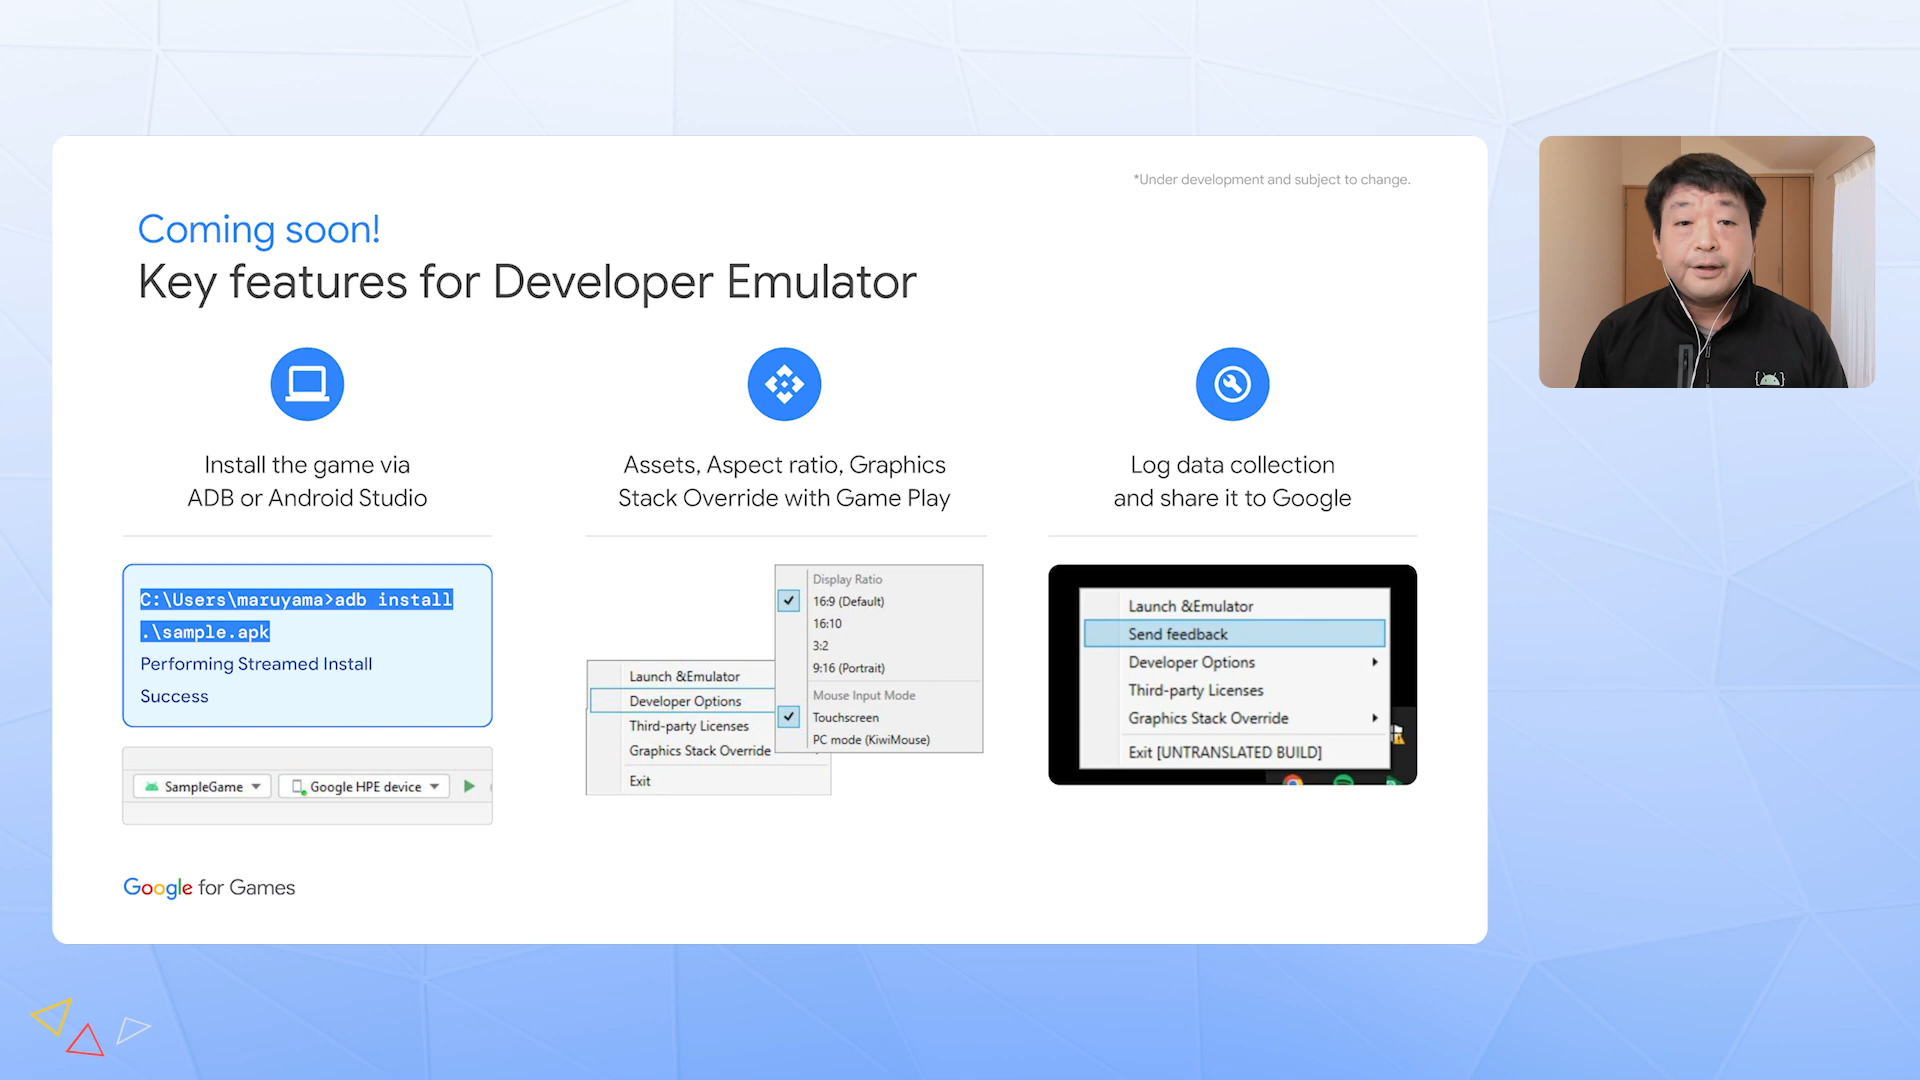 *Under development and subject to change.
Coming soon!
Key features for Developer Emulator
Install the game via
ADB or Android Studio
C:\Users\maruyama>adb install
.\sample.apk
Performing Streamed Install
Success
SampleGame
Google HPE device
Assets, Aspect ratio, Graphics
Stack Override with Game Play
Display Ratio
16:9 (Default)
16:10
3:2
9:16 (Portrait)
Mouse Input Mode
Touchscreen
PC mode (KiwiMouse)
Launch &Emulator
Developer Options
Third-party Licenses
Graphics Stack Override
Exit
Log data collection
and share it to Google
Launch &Emulator
Send feedback
Developer Options
Third-party Licenses
Graphics Stack Override
Exit [UNTRANSLATED BUILD]
Google for Games